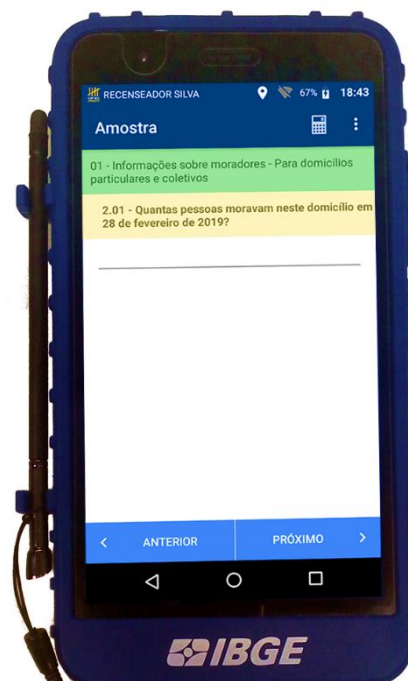 RECENSEADOR SILVA 67% 18:43
Amostra
01 - Informações sobre moradores - Para domicílios
particulares e coletivos
2.01 - Quantas pessoas moravam neste domicílio em
28 de fevereiro de 2019?
ANTERIOR PRÓXIMO
IBGE